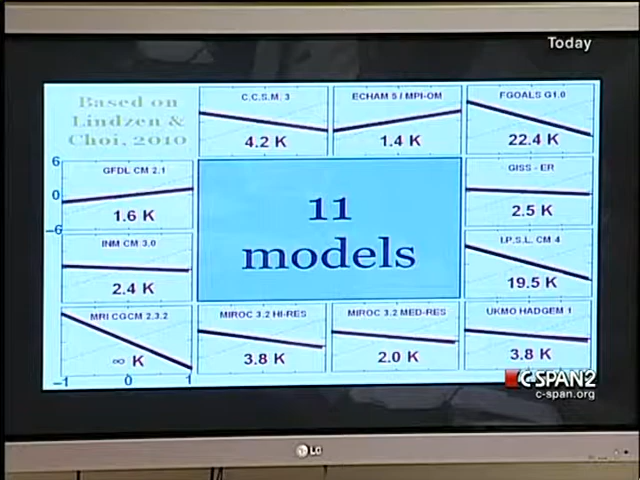 Today
Based on
Lindzen &
Choi, 2010
C.C.S.M. 3
4.2 K
ECHAM 5 / MPI-OM
1.4 K
FGOALS G1.0
22.4 K
6
0
-6
GFDL CM 2.1
1.6 K
11
models
GISS - ER
2.5 K
INM CM 3.0
2.4 K
I.P.S.L. CM 4
19.5 K
MRI CGCM 2.3.2
∞ K
-1
0
1
MIROC 3.2 HI-RES
3.8 K
MIROC 3.2 MED-RES
2.0 K
UKMO HADGEM 1
3.8 K
C-SPAN2
c-span.org
LG